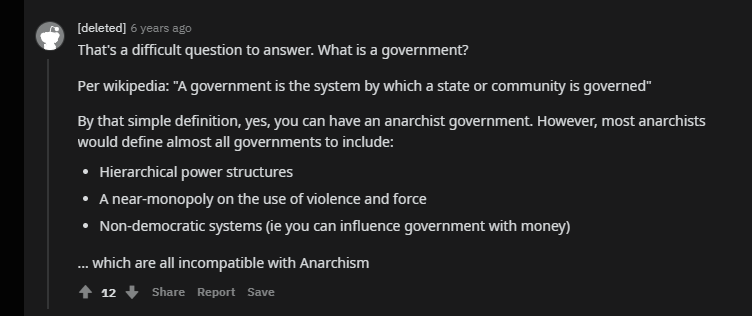 [deleted] 6 years ago
That's a difficult question to answer. What is a government?
Per wikipedia: "A government is the system by which a state or community is governed"
By that simple definition, yes, you can have an anarchist government. However, most anarchists
would define almost all governments to include:
• Hierarchical power structures
• A near-monopoly on the use of violence and force
• Non-democratic systems (ie you can influence government with money)
... which are all incompatible with Anarchism
12 Share Report Save